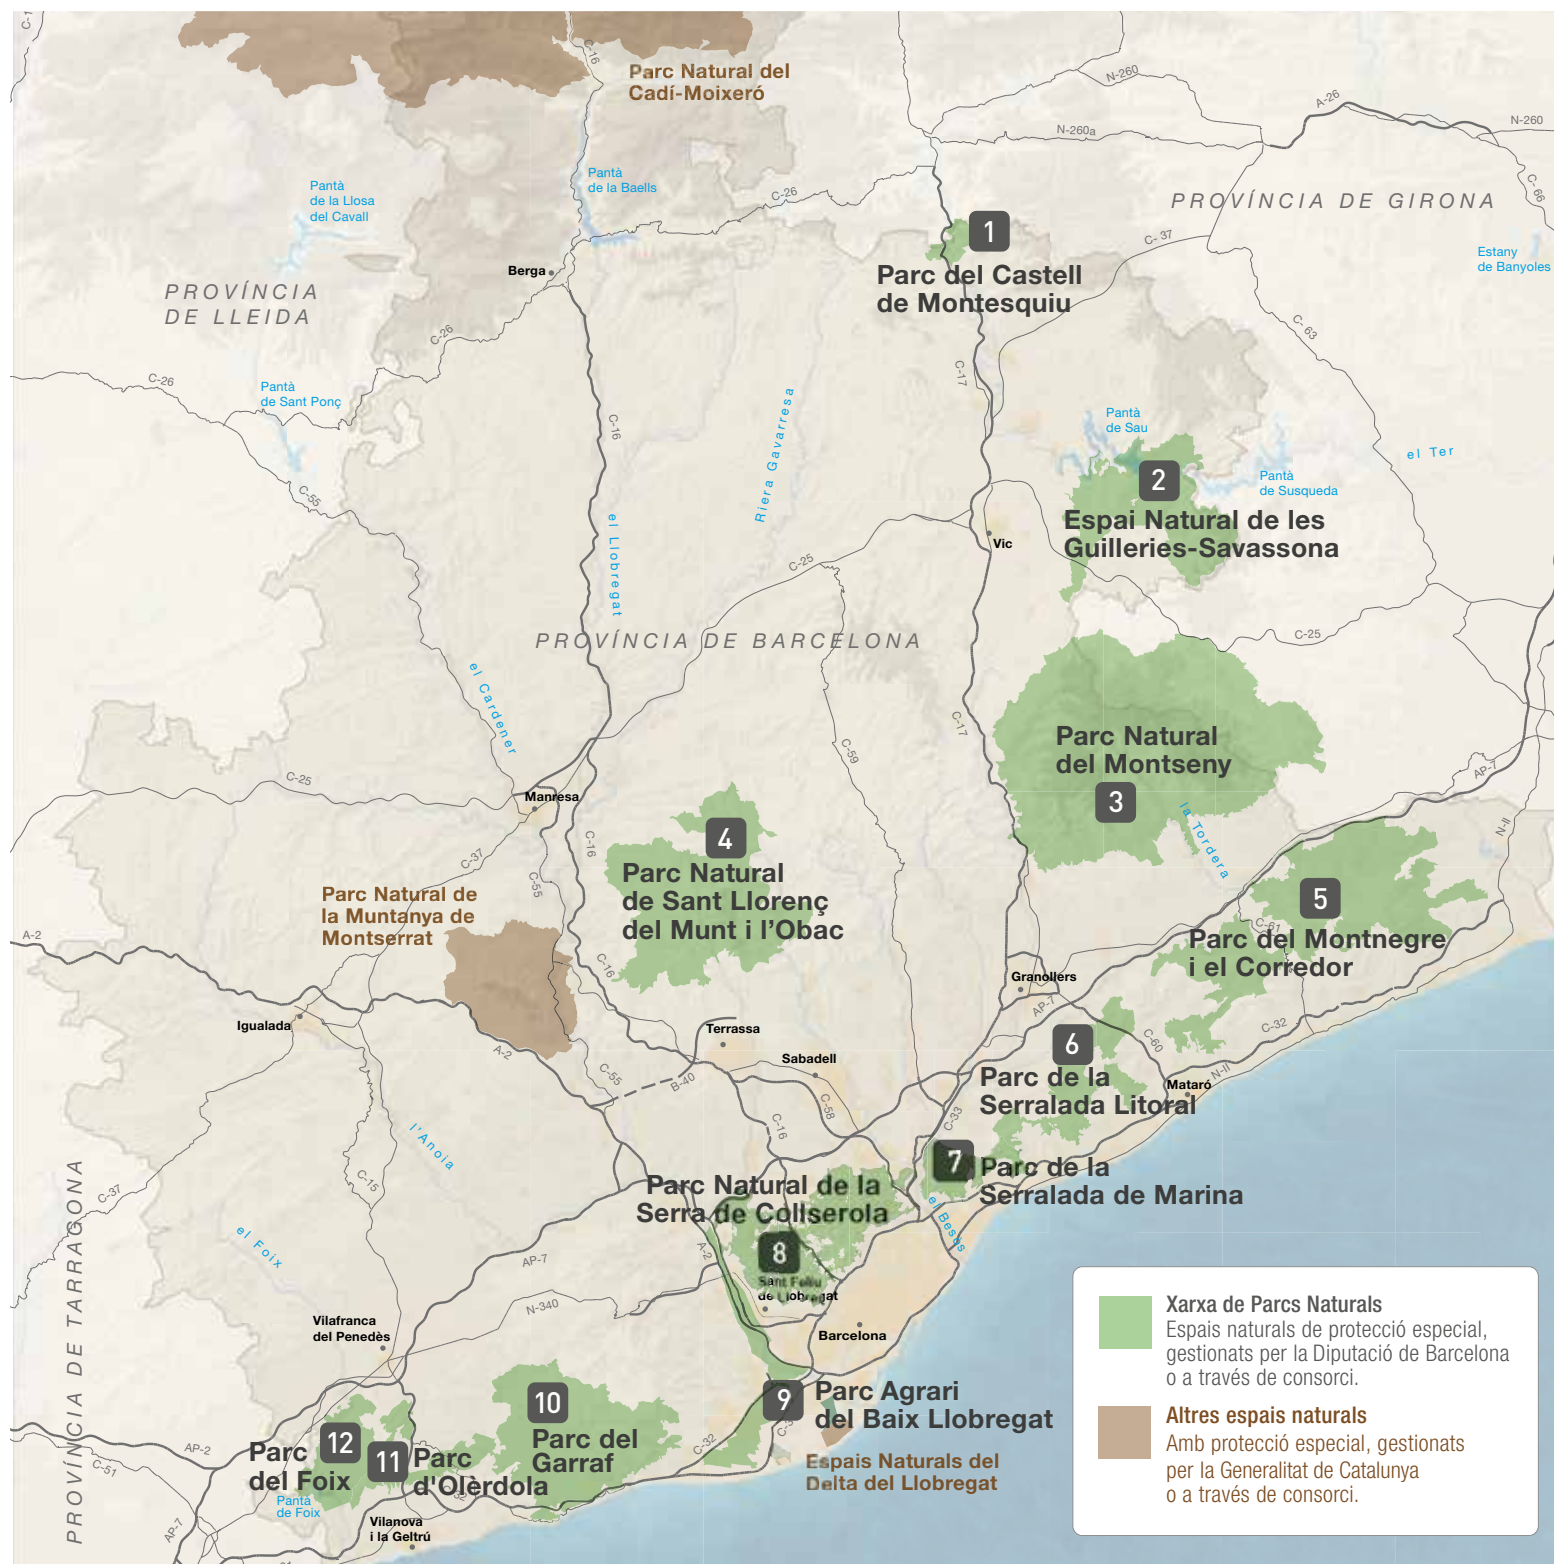 C-16
Parc Natural del
Cadí-Moixeró
N-260
A-26
N-260
N-260a
C-66
Pantà
de la Llosa
del Cavall
Pantà
de la Baells
C-26
PROVÍNCIA DE GIRONA
1
C-37
Estany
de Banyoles
Berga
Parc del Castell
de Montesquiu
PROVÍNCIA
DE LLEIDA
C-26
C-63
C-26
Pantà
de Sant Ponç
C-17
C-16
Riera Gavarresa
Pantà
de Sau
el Ter
2
Pantà
de Susqueda
C-55
el Llobregat
Espai Natural de les
Guilleries-Savassona
Vic
C-25
PROVÍNCIA DE BARCELONA
C-25
el Cardener
C-17
C-59
Parc Natural
del Montseny
3
AP-7
C-25
Manresa
la Tordera
N-II
C-16
4
C-37
C-55
Parc Natural
de Sant Llorenç
del Munt i l'Obac
Parc Natural de
la Muntanya de
Montserrat
5
C-61
Parc del Montnegre
i el Corredor
A-2
C-16
Granollers
AP-7
Igualada
Terrassa
C-32
A-2
6
C-60
Sabadell
C-55
B-40
Parc de la
Serralada Litoral
N-II
Mataró
C-58
C-33
C-16
l'Anoia
7
Parc de la
Serralada de Marina
C-15
C-37
Parc Natural de la
Serra de Collserola
el Besòs
el Foix
A-2
8
AP-7
Sant Feliu
de Llobregat
N-340
Vilafranca
del Penedès
Barcelona
PROVÍNCIA DE TARRAGONA
9
Parc Agrari
del Baix Llobregat
10
Parc del
Garraf
C-32
Espais Naturals del
Delta del Llobregat
12
Parc
del Foix
11
Parc
d'Olèrdola
AP-2
C-51
Pantà
de Foix
AP-7
Vilanova
i la Geltrú
Xarxa de Parcs Naturals
Espais naturals de protecció especial,
gestionats per la Diputació de Barcelona
o a través de consorci.
Altres espais naturals
Amb protecció especial, gestionats
per la Generalitat de Catalunya
o a través de consorci.